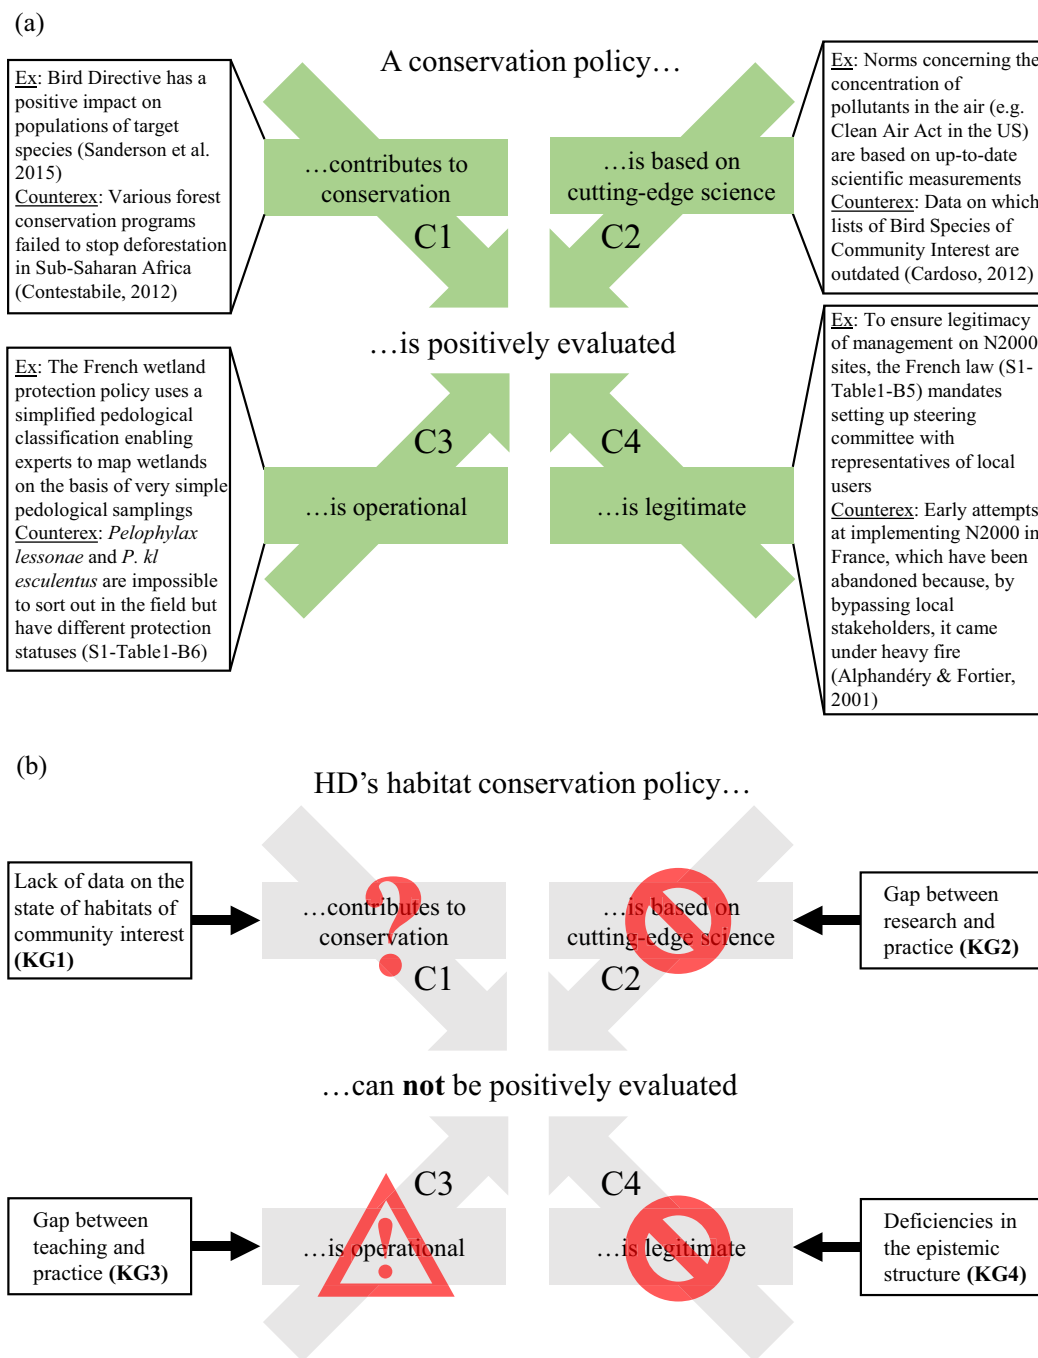 (a)
A conservation policy…
Ex: Bird Directive has a
positive impact on
populations of target
species (Sanderson et al.
2015)
Counterex: Various forest
conservation programs
failed to stop deforestation
in Sub-Saharan Africa
(Contestabile, 2012)
…contributes to
conservation
C1
…is based on
cutting-edge science
C2
Ex: Norms concerning the
concentration of
pollutants in the air (e.g.
Clean Air Act in the US)
are based on up-to-date
scientific measurements
Counterex: Data on which
lists of Bird Species of
Community Interest are
outdated (Cardoso, 2012)
…is positively evaluated
Ex: The French wetland
protection policy uses a
simplified pedological
classification enabling
experts to map wetlands
on the basis of very simple
pedological samplings
Counterex: Pelophylax
lessonae and P. kl
esculentus are impossible
to sort out in the field but
have different protection
statuses (S1-Table1-B6)
C3
…is operational
C4
…is legitimate
Ex: To ensure legitimacy
of management on N2000
sites, the French law (S1-
Table1-B5) mandates
setting up steering
committee with
representatives of local
users
Counterex: Early attempts
at implementing N2000 in
France, which have been
abandoned because, by
bypassing local
stakeholders, it came
under heavy fire
(Alphandéry & Fortier,
2001)
(b)
HD’s habitat conservation policy…
Lack of data on the
state of habitats of
community interest
(KG1)
…contributes to
conservation
?
C1
…is based on
cutting-edge science
C2
Gap between
research and
practice (KG2)
…can not be positively evaluated
Gap between
teaching and
practice (KG3)
C3
…is operational
!
C4
…is legitimate
Deficiencies in
the epistemic
structure (KG4)